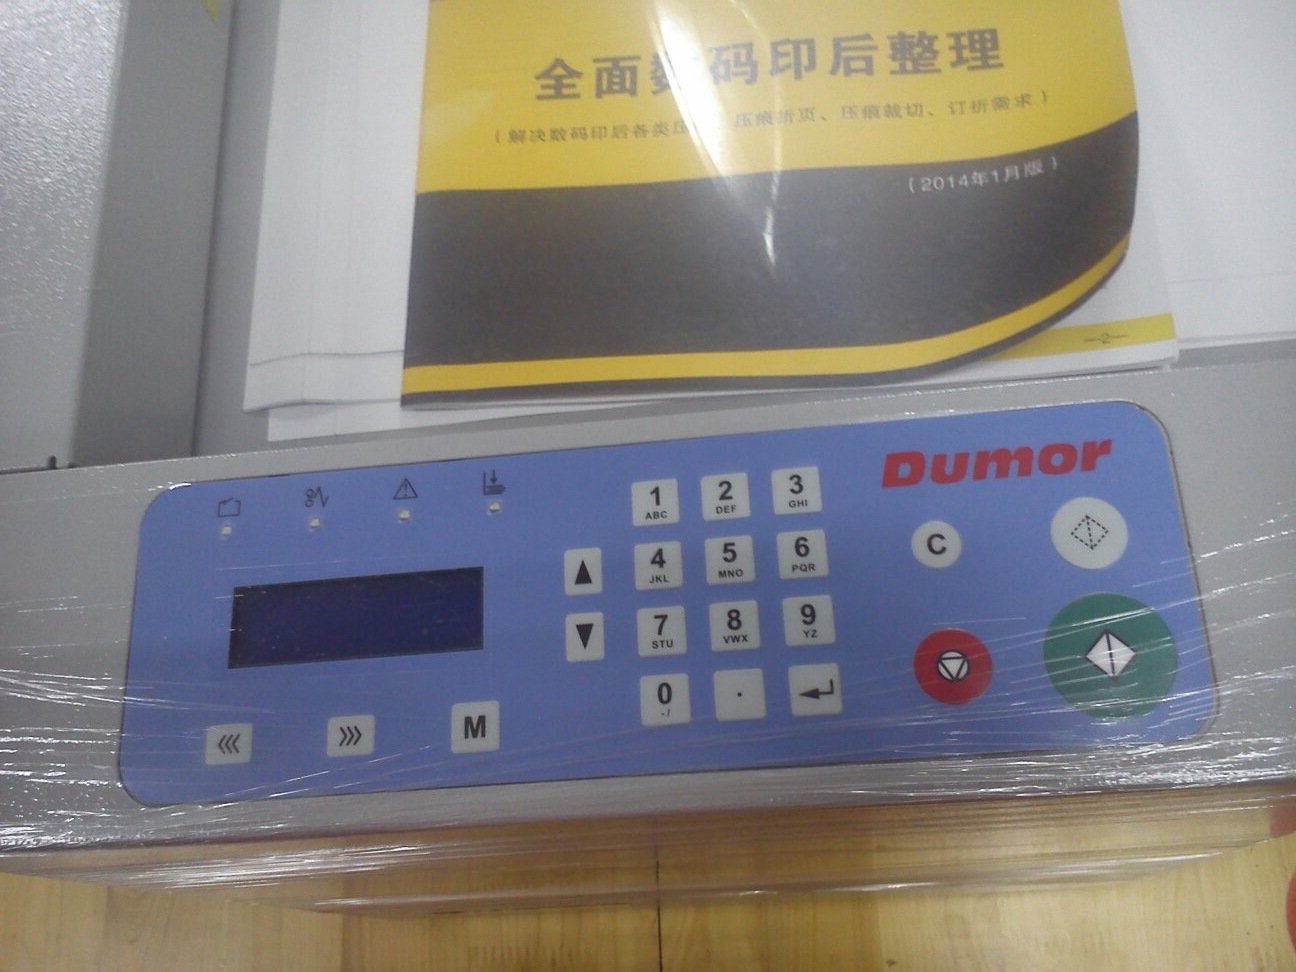 全面数码印后整理
(解决数码印后各类压 压痕折页、压痕裁切、订折需求)
(2014年1月版)
—2—
Dumor
1 ABC
2 DEF
3 GHI
C
4 JKL
5 MNO
6 PQR
7 STU
8 VWX
9 YZ
0 -/
.
M